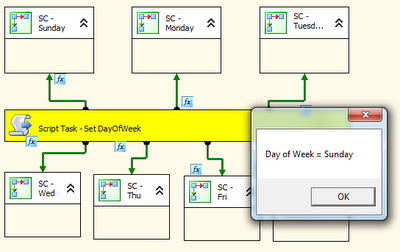 SC -
Sunday
SC -
Monday
SC -
Tuesd...
fx
fx
fx
Script Task - Set DayOfWeek
fx
fx
fx
Day of Week = Sunday
OK
SC -
Wed
SC -
Thu
SC -
Fri